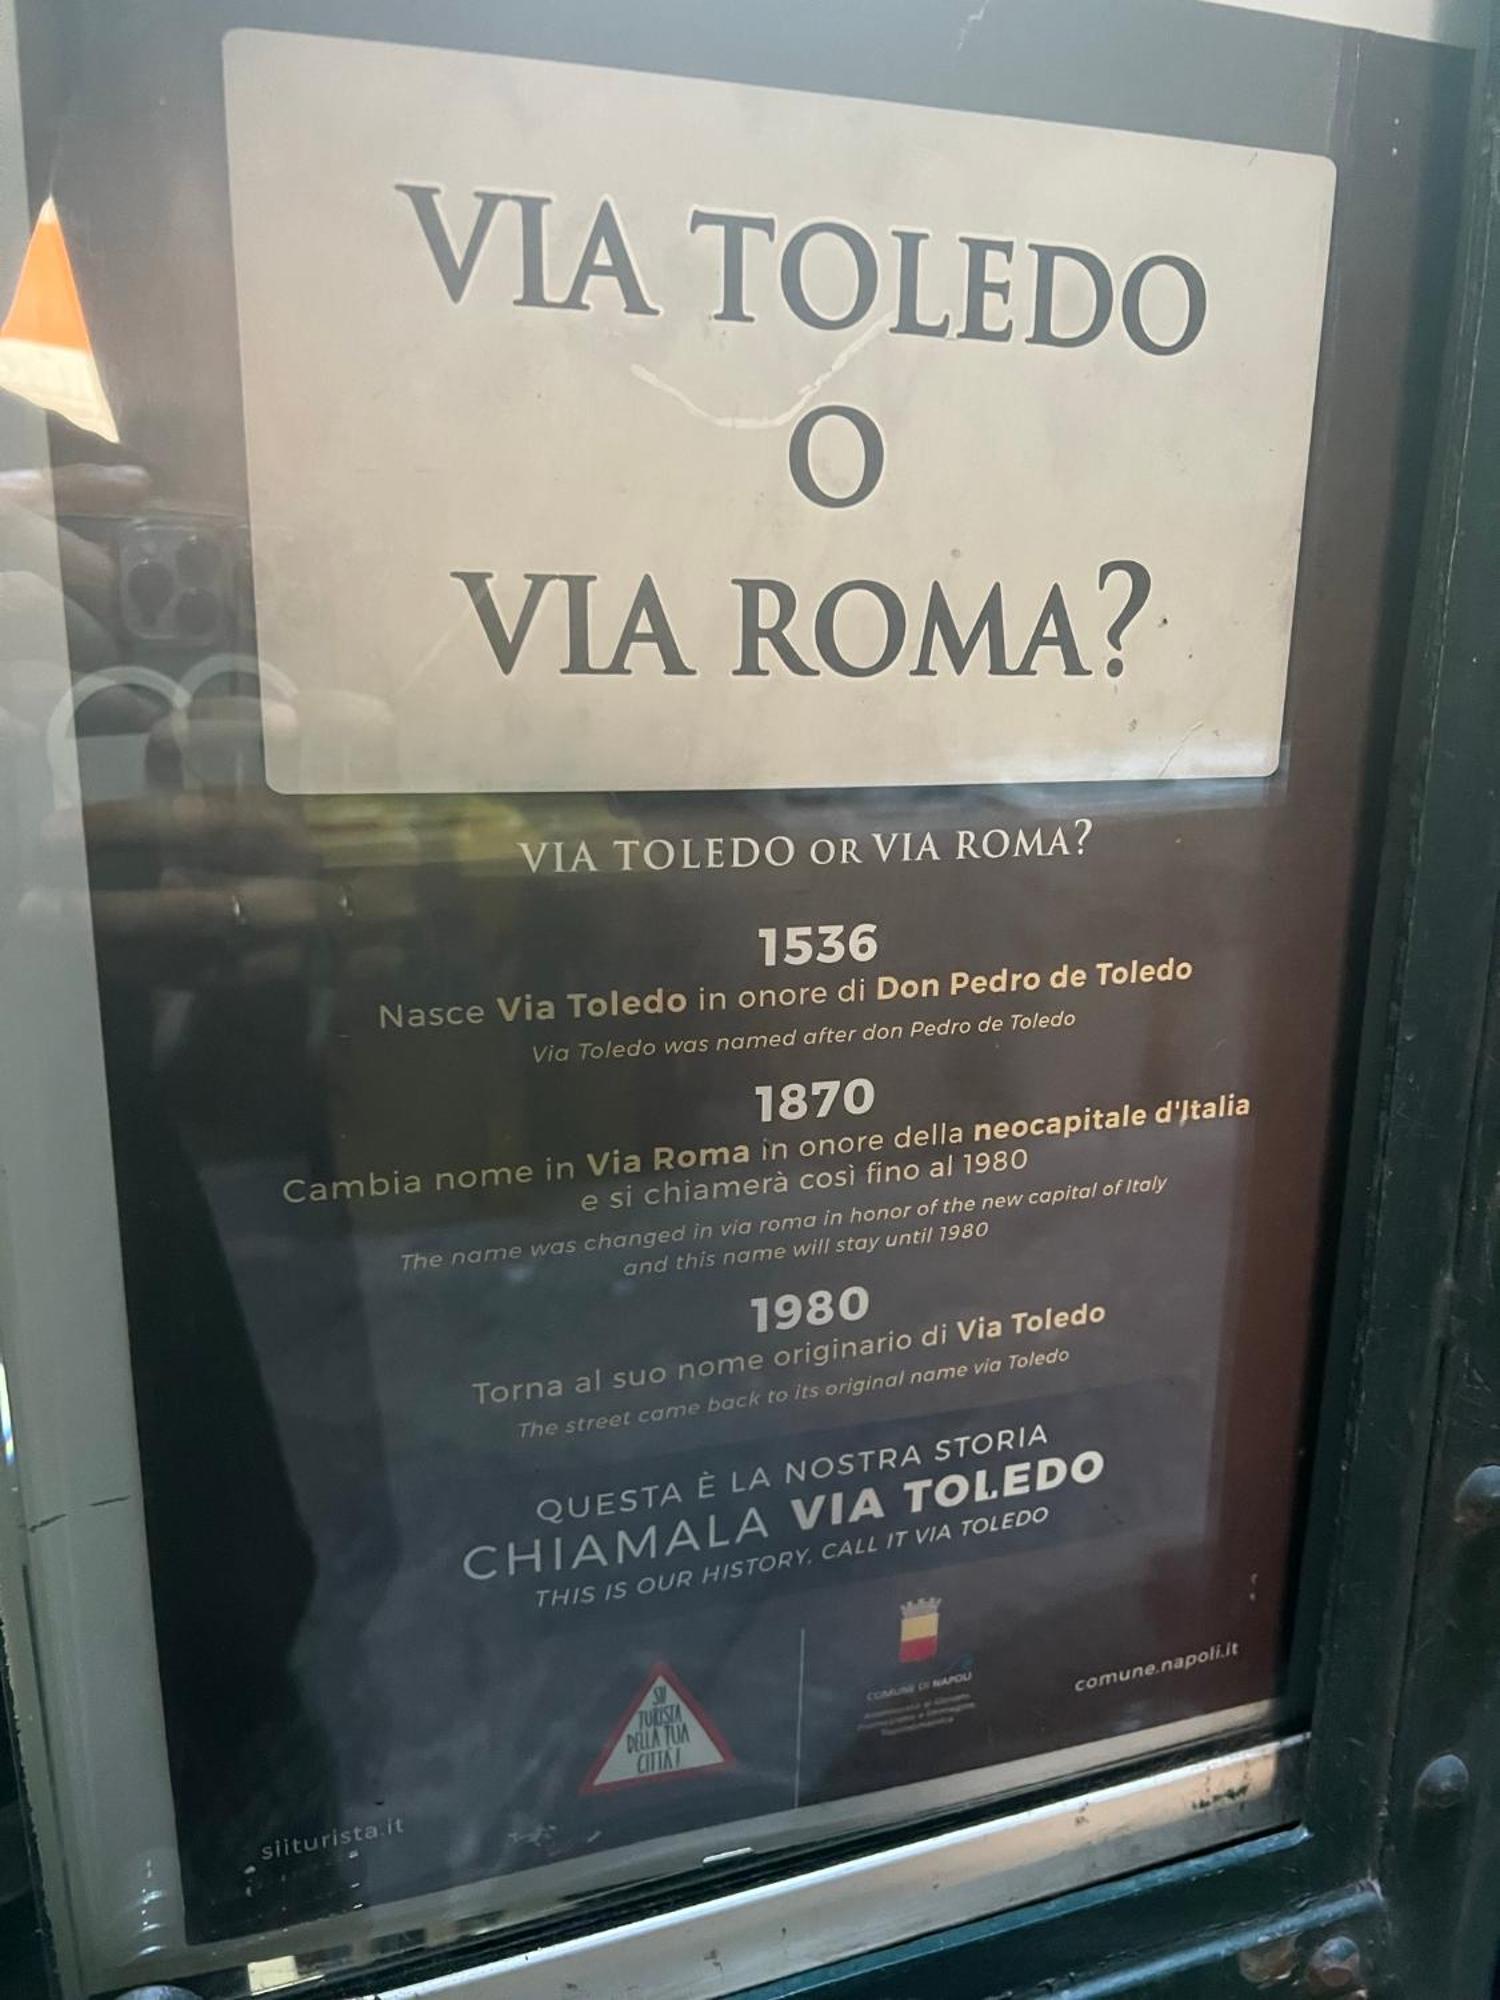 VIA TOLEDO
O
VIA ROMA?
VIA TOLEDO OR VIA ROMA?
1536
Nasce Via Toledo in onore di Don Pedro de Toledo
Via Toledo was named after don Pedro de Toledo
1870
Cambia nome in Via Roma in onore della neocapitale d'Italia
e si chiamerà così fino al 1980
The name was changed in via roma in honor of the new capital of Italy
and this name will stay until 1980
1980
Torna al suo nome originario di Via Toledo
The street came back to its original name via Toledo
QUESTA È LA NOSTRA STORIA
CHIAMALA VIA TOLEDO
THIS IS OUR HISTORY. CALL IT VIA TOLEDO
SII
TURISTA
DELLA TUA
CITTÀ!
COMUNE DI NAPOLI
comune.napoli.it
siiturista.it